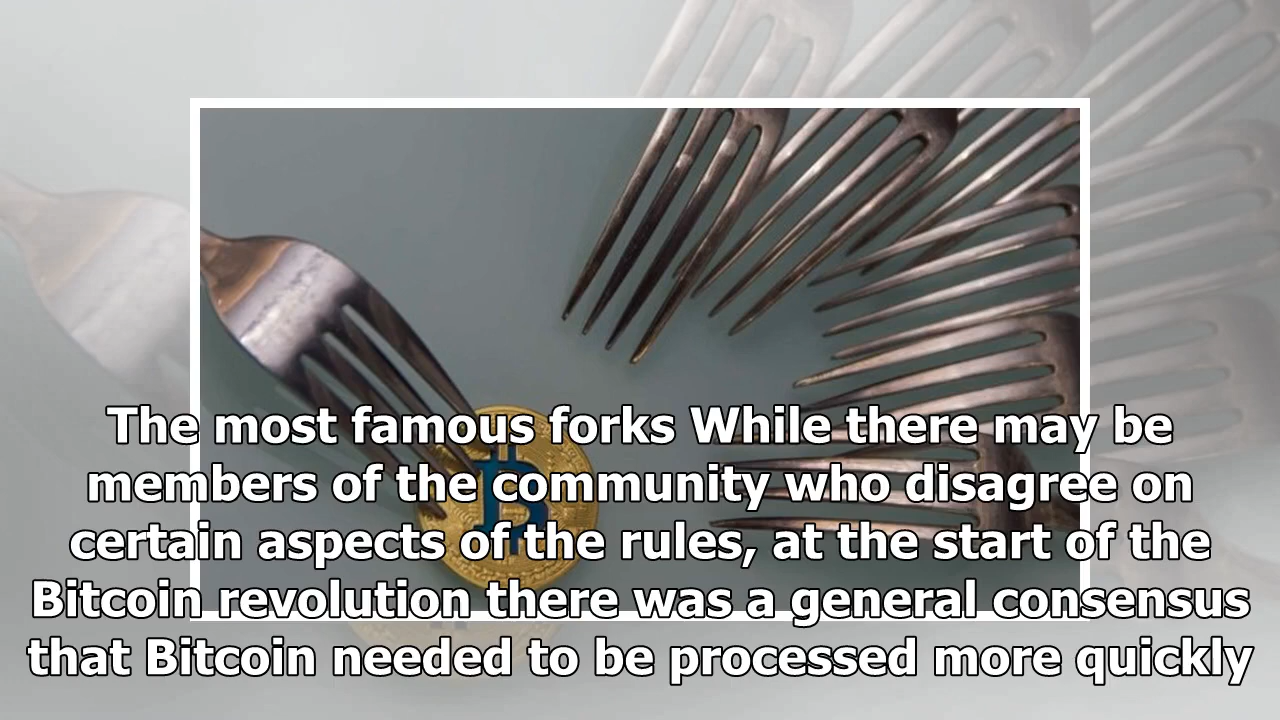 The most famous forks While there may be
members of the community who disagree on
certain aspects of the rules, at the start of the
Bitcoin revolution there was a general consensus
that Bitcoin needed to be processed more quickly